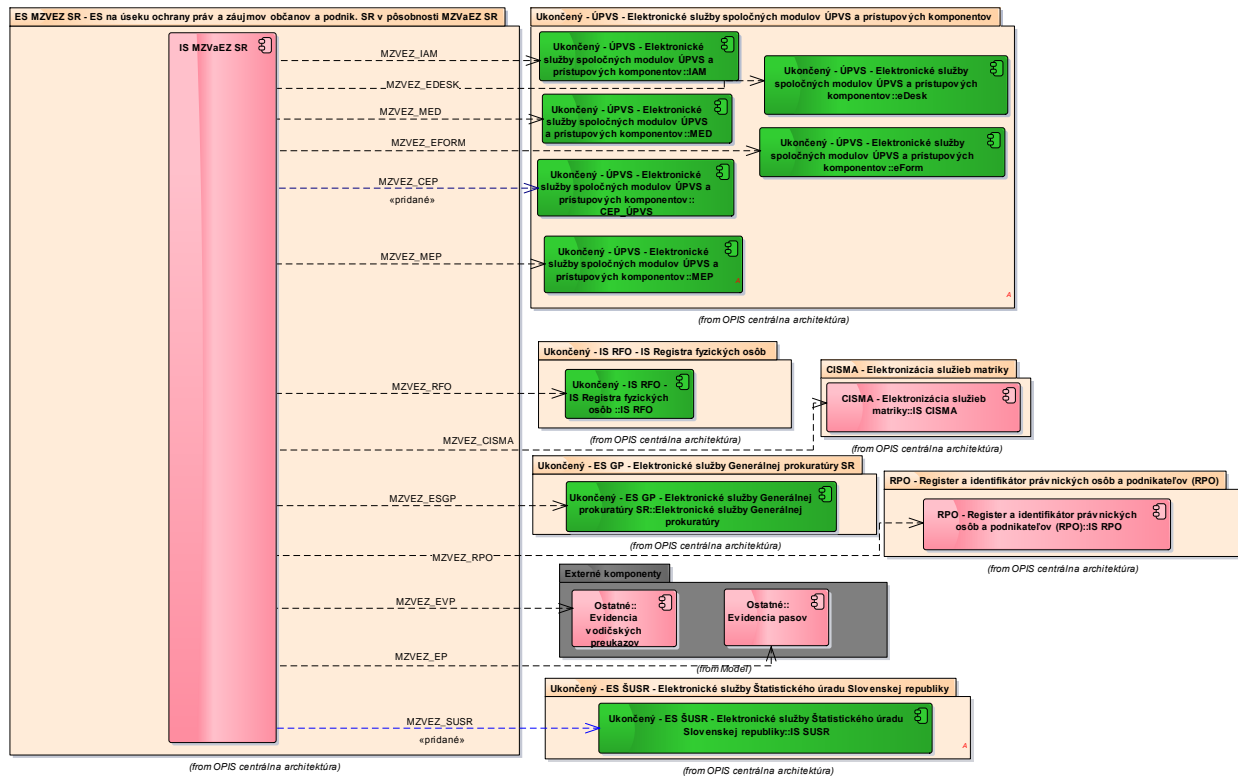 ES MZVEZ SR - ES na úseku ochrany práv a záujmov občanov a podnik. SR v pôsobnosti MZVaEZ SR
IS MZVaEZ SR
(from OPIS centrálna architektúra)
MZVEZ_IAM
MZVEZ_EDESK
MZVEZ_MED
MZVEZ_EFORM
MZVEZ_CEP
«pridané»
MZVEZ_MEP
MZVEZ_RFO
MZVEZ_CISMA
MZVEZ_ESGP
MZVEZ_RPO
MZVEZ_EVP
MZVEZ_EP
MZVEZ_SUSR
«pridané»
Ukončený - ÚPVS - Elektronické služby spoločných modulov ÚPVS a prístupových komponentov
Ukončený - ÚPVS - Elektronické
služby spoločných modulov ÚPVS a
prístupových komponentov::IAM
Ukončený - ÚPVS - Elektronické služby
spoločných modulov ÚPVS a prístupových
komponentov::eDesk
Ukončený - ÚPVS - Elektronické
služby spoločných modulov ÚPVS
a prístupových komponentov::MED
Ukončený - ÚPVS - Elektronické služby
spoločných modulov ÚPVS a prístupových
komponentov::eForm
Ukončený - ÚPVS - Elektronické
služby spoločných modulov ÚPVS a
prístupových komponentov::
CEP_ÚPVS
Ukončený - ÚPVS - Elektronické
služby spoločných modulov ÚPVS a
prístupových komponentov::MEP
A
A
(from OPIS centrálna architektúra)
Ukončený - IS RFO - IS Registra fyzických osôb
Ukončený - IS RFO -
IS Registra fyzických
osôb ::IS RFO
(from OPIS centrálna architektúra)
CISMA - Elektronizácia služieb matriky
CISMA - Elektronizácia služieb
matriky::IS CISMA
(from OPIS centrálna architektúra)
Ukončený - ES GP - Elektronické služby Generálnej prokuratúry SR
Ukončený - ES GP - Elektronické služby Generálnej
prokuratúry SR::Elektronické služby Generálnej
prokuratúry
(from OPIS centrálna architektúra)
RPO - Register a identifikátor právnických osôb a podnikateľov (RPO)
RPO - Register a identifikátor právnických
osôb a podnikateľov (RPO)::IS RPO
(from OPIS centrálna architektúra)
Externé komponenty
Ostatné::
Evidencia
vodičských
preukazov
Ostatné::
Evidencia pasov
(from Model)
Ukončený - ES ŠUSR - Elektronické služby Štatistického úradu Slovenskej republiky
Ukončený - ES ŠUSR - Elektronické služby Štatistického úradu
Slovenskej republiky::IS SUSR
A
(from OPIS centrálna architektúra)